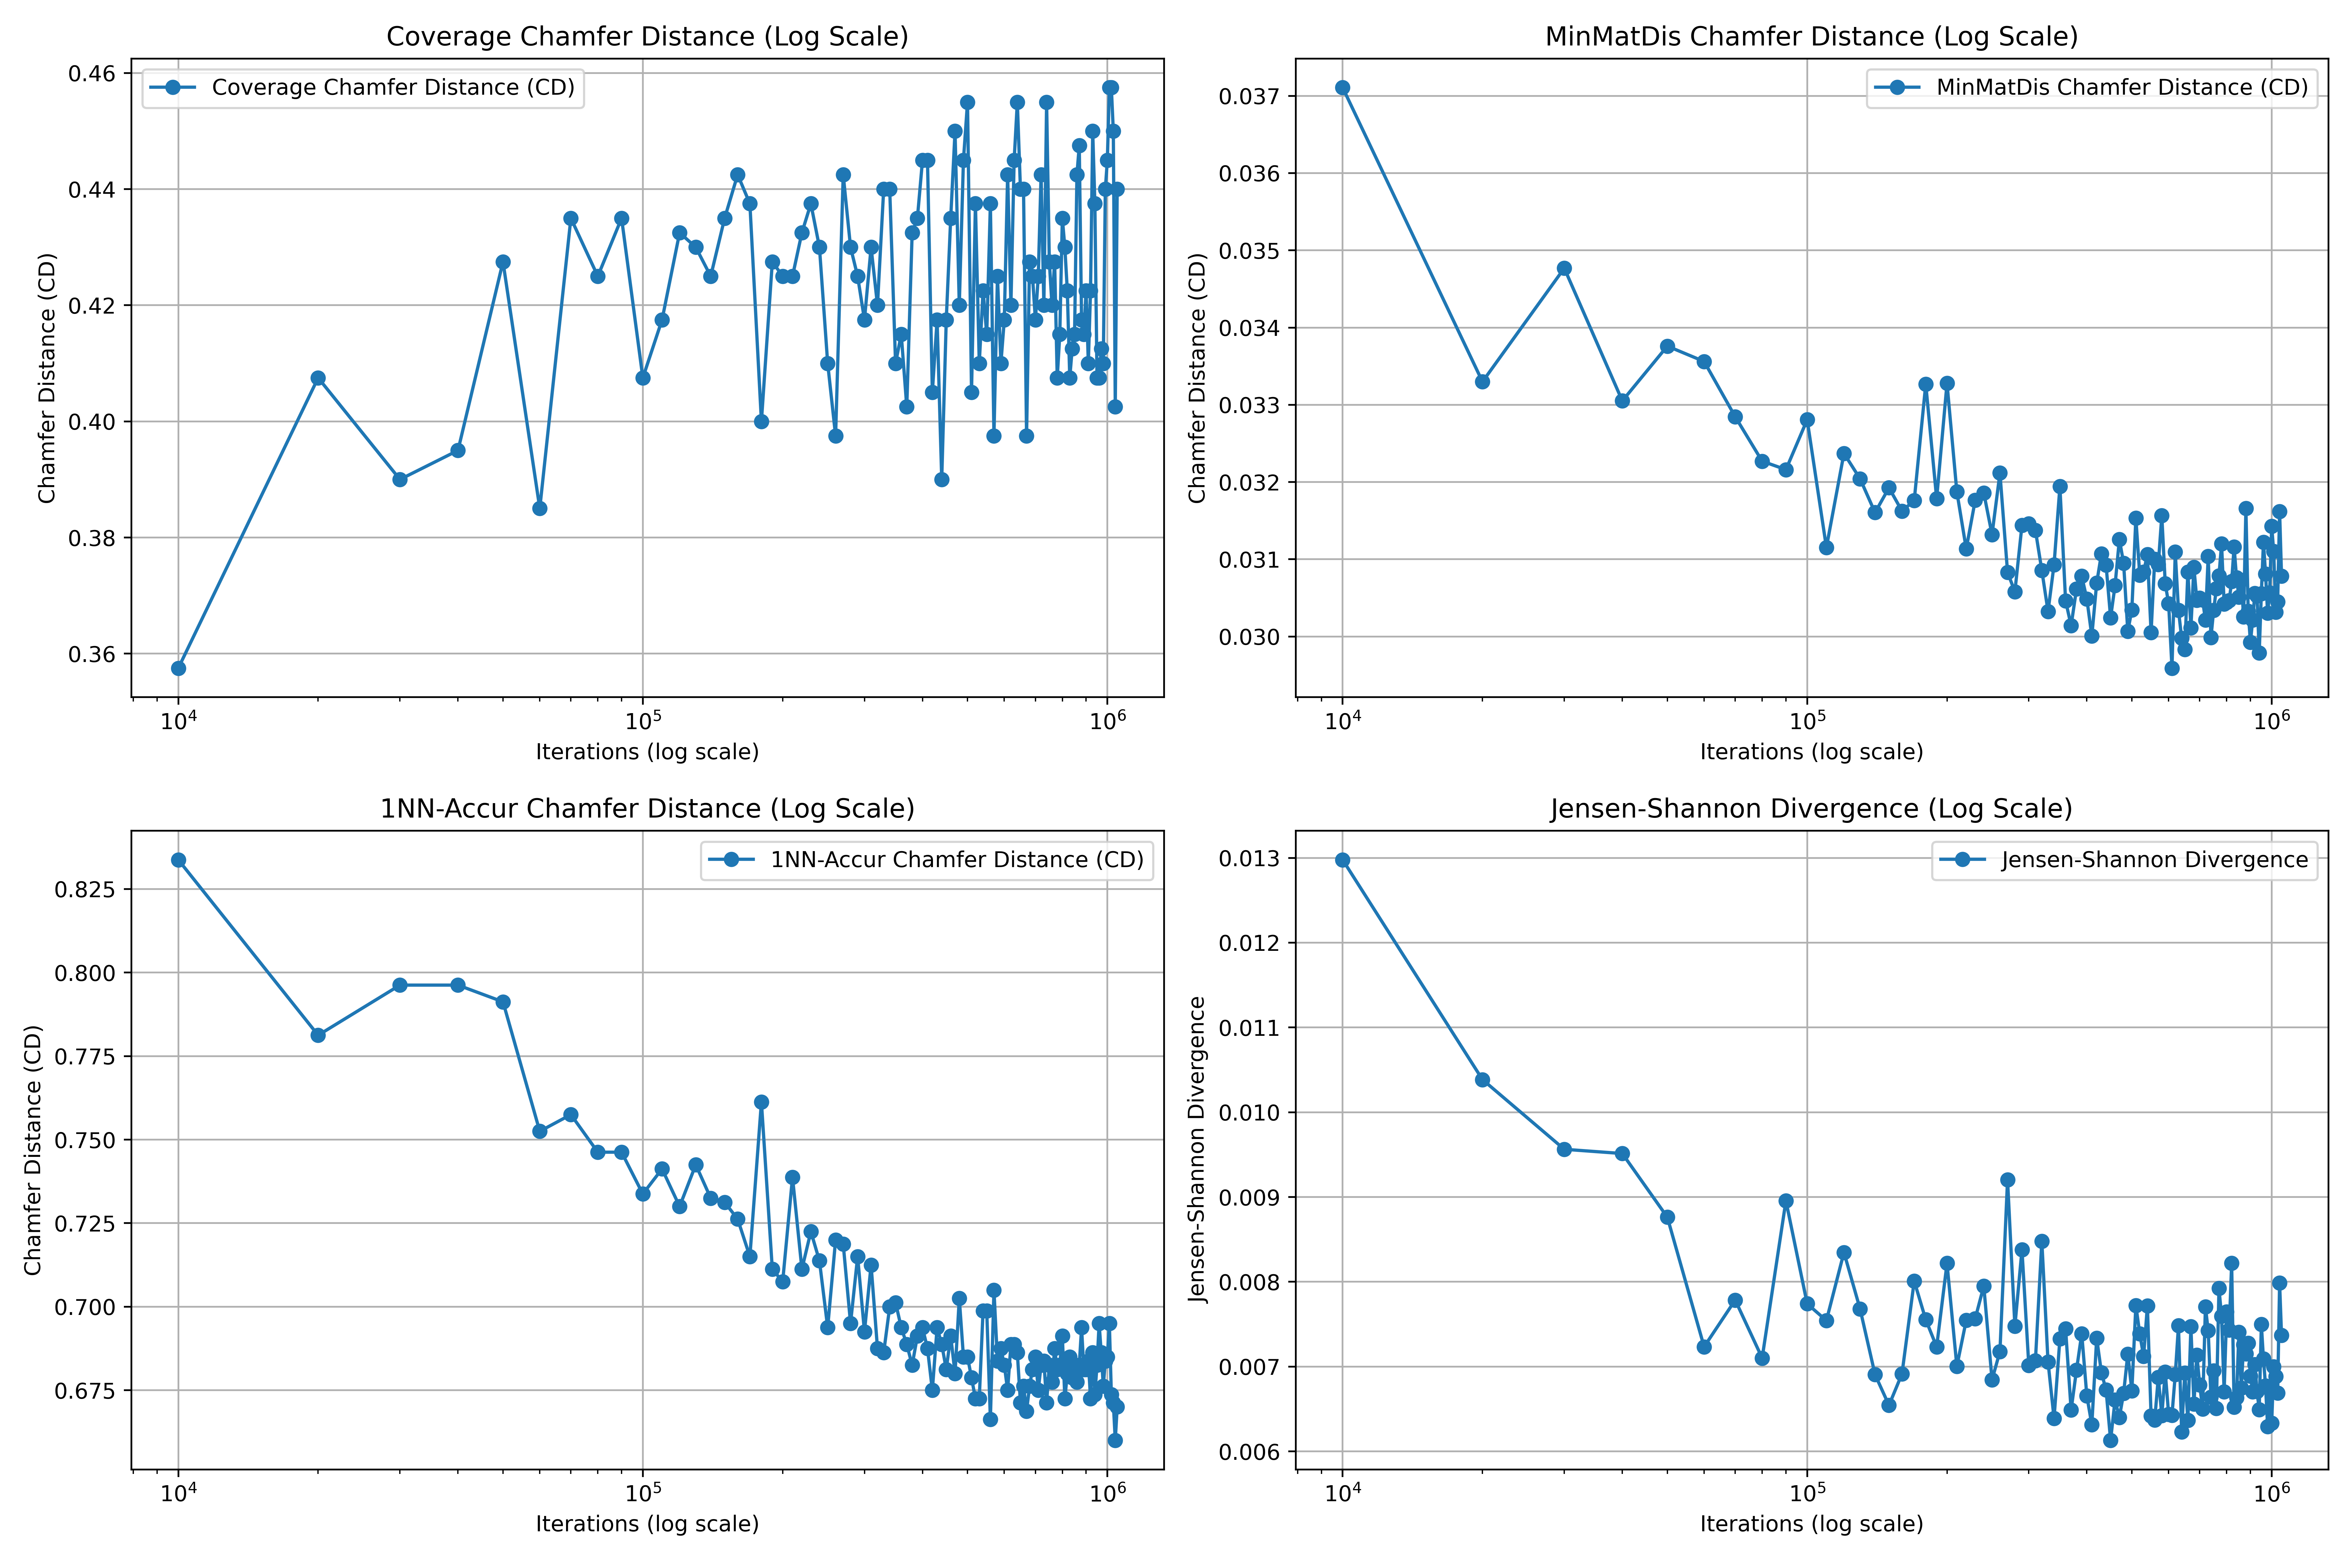 Coverage Chamfer Distance (Log Scale)
Coverage Chamfer Distance (CD)
Chamfer Distance (CD)
0.46
0.44
0.42
0.40
0.38
0.36
10⁴
10⁵
10⁶
Iterations (log scale)
MinMatDis Chamfer Distance (Log Scale)
MinMatDis Chamfer Distance (CD)
Chamfer Distance (CD)
0.037
0.036
0.035
0.034
0.033
0.032
0.031
0.030
10⁴
10⁵
10⁶
Iterations (log scale)
1NN-Accur Chamfer Distance (Log Scale)
1NN-Accur Chamfer Distance (CD)
Chamfer Distance (CD)
0.825
0.800
0.775
0.750
0.725
0.700
0.675
10⁴
10⁵
10⁶
Iterations (log scale)
Jensen-Shannon Divergence (Log Scale)
Jensen-Shannon Divergence
Jensen-Shannon Divergence
0.013
0.012
0.011
0.010
0.009
0.008
0.007
0.006
10⁴
10⁵
10⁶
Iterations (log scale)